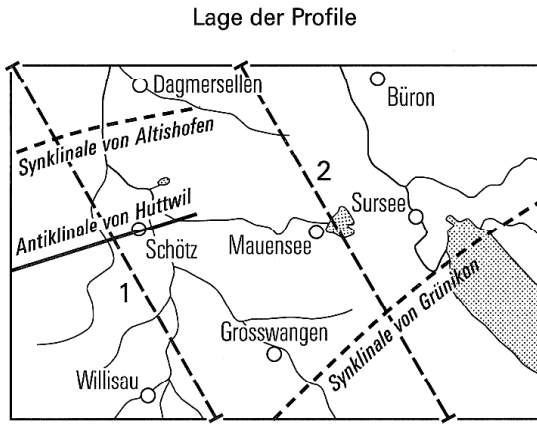 Lage der Profile
Dagmersellen
Büron
Synklinale von Altishofen
2
Sursee
Antiklinale von Huttwil
Schötz
Mauensee
1
Grosswangen
Synklinale von Grünikon
Willisau